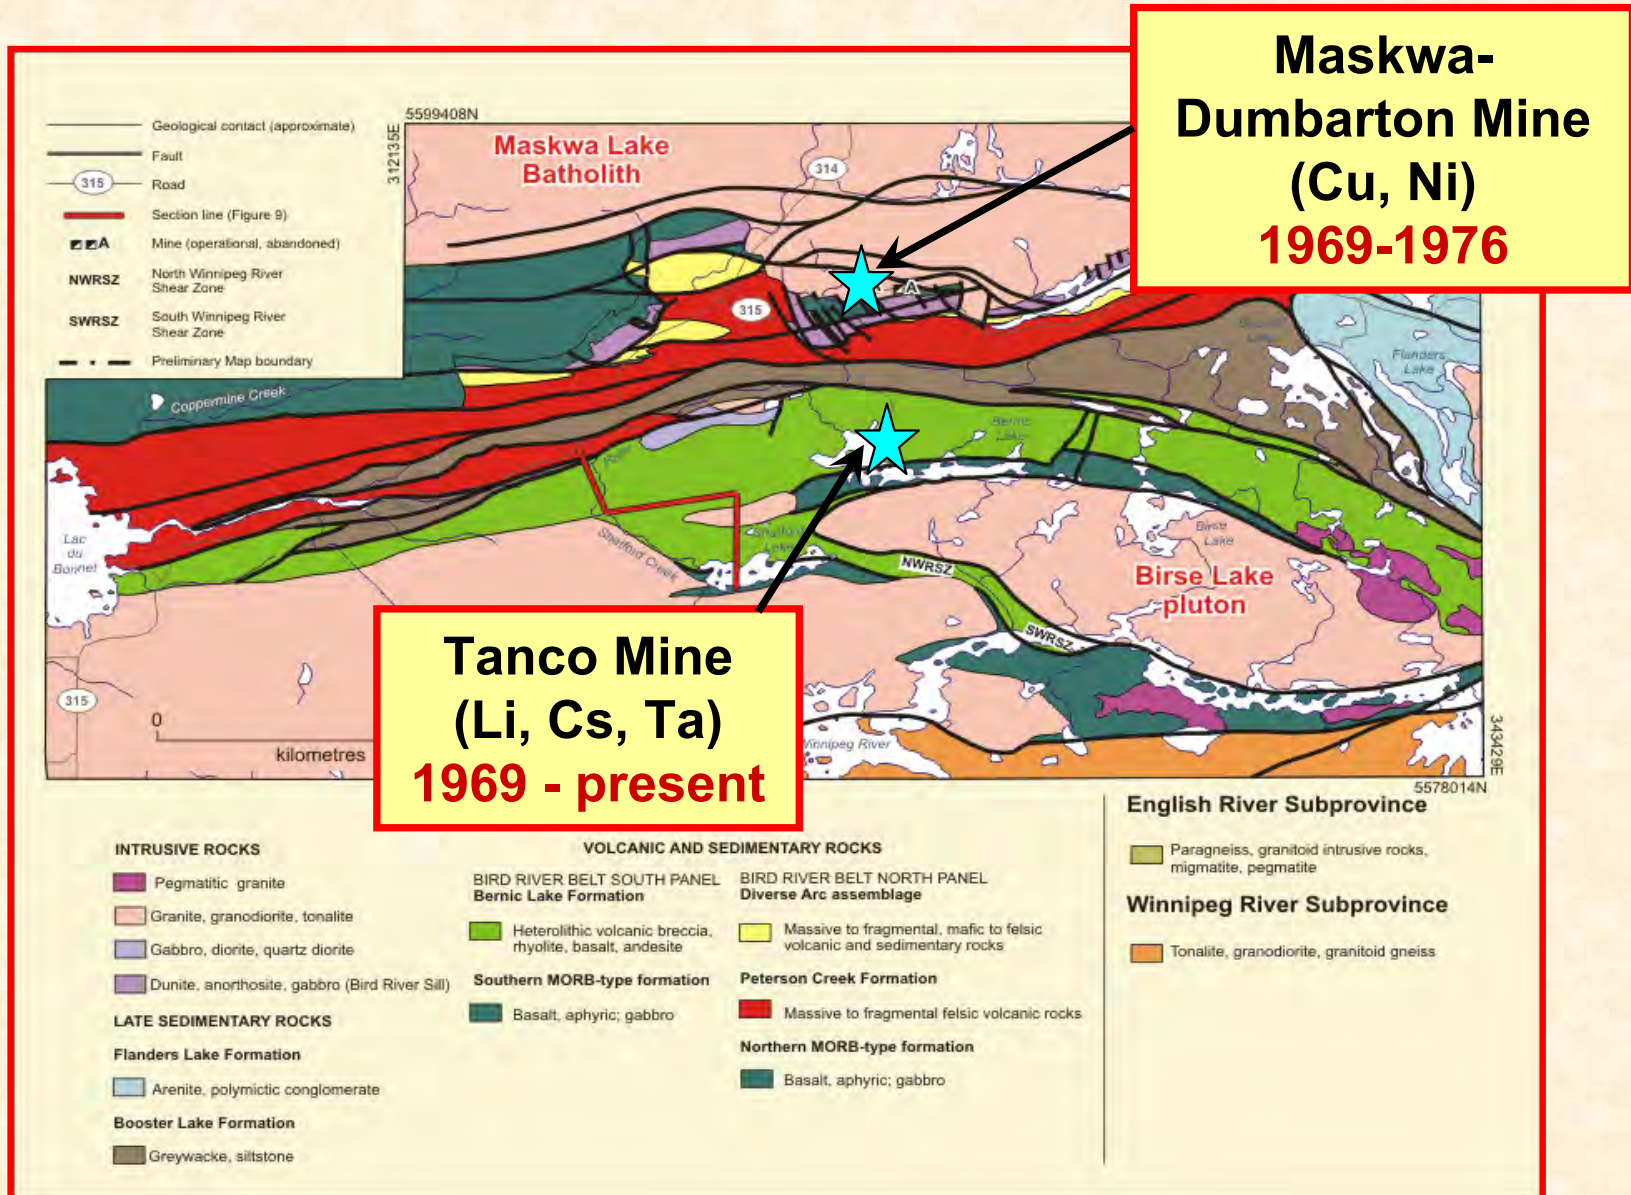 Maskwa-
Dumbarton Mine
(Cu, Ni)
1969-1976
Geological contact (approximate)
Fault
315
Road
Section line (Figure 9)
A
Mine (operational, abandoned)
NWRSZ
North Winnipeg River
Shear Zone
SWRSZ
South Winnipeg River
Shear Zone
Preliminary Map boundary
5599408N
312135E
Maskwa Lake
Batholith
314
315
A
Flanders
Lake
Coppermine Creek
Bernic
Lake
River
Lac
du
Bonnet
Shatford
Lake
Shatford Creek
Birse
Lake
NWRSZ
Birse Lake
pluton
SWRSZ
315
0
kilometres
Winnipeg River
343429E
5578014N
Tanco Mine
(Li, Cs, Ta)
1969 - present
INTRUSIVE ROCKS
Pegmatitic granite
Granite, granodiorite, tonalite
Gabbro, diorite, quartz diorite
Dunite, anorthosite, gabbro (Bird River Sill)
LATE SEDIMENTARY ROCKS
Flanders Lake Formation
Arenite, polymictic conglomerate
Booster Lake Formation
Greywacke, siltstone
VOLCANIC AND SEDIMENTARY ROCKS
BIRD RIVER BELT SOUTH PANEL
Bernic Lake Formation
Heterolithic volcanic breccia,
rhyolite, basalt, andesite
Southern MORB-type formation
Basalt, aphyric; gabbro
BIRD RIVER BELT NORTH PANEL
Diverse Arc assemblage
Massive to fragmental, mafic to felsic
volcanic and sedimentary rocks
Peterson Creek Formation
Massive to fragmental felsic volcanic rocks
Northern MORB-type formation
Basalt, aphyric; gabbro
English River Subprovince
Paragneiss, granitoid intrusive rocks,
migmatite, pegmatite
Winnipeg River Subprovince
Tonalite, granodiorite, granitoid gneiss